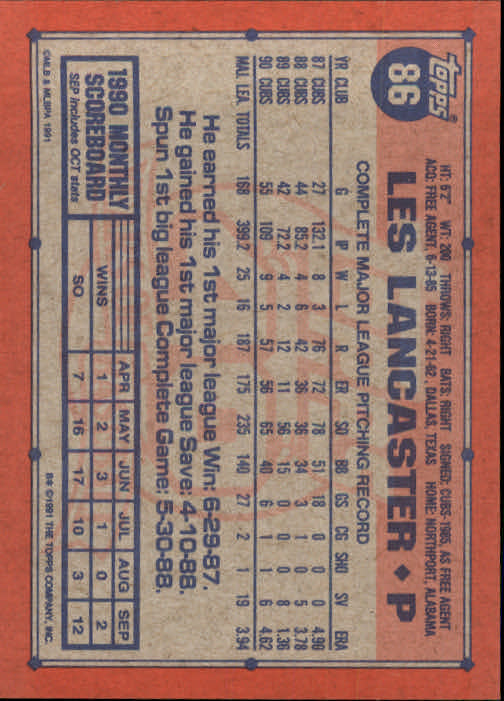 topps®
86
LES LANCASTER ◆ P
HT: 6'2" WT: 200 THROWS: RIGHT BATS: RIGHT SIGNED: CUBS-1985 AS FREE AGENT
ACQ: FREE AGENT, 6-13-85 BORN: 4-21-62, DALLAS, TEXAS HOME: NORTHPORT, ALABAMA
COMPLETE MAJOR LEAGUE PITCHING RECORD
YR CLUB G IP W L R ER SO BB GS CG SHO SV ERA
87 CUBS 27 132.1 8 3 76 72 78 51 18 0 0 0 4.90
88 CUBS 44 85.2 4 6 42 36 36 34 3 1 0 5 3.78
89 CUBS 42 72.2 4 2 12 11 56 15 0 0 0 8 1.36
90 CUBS 55 109 9 5 57 56 65 40 6 1 1 6 4.62
MAJ. LEA. TOTALS 168 399.2 25 16 187 175 235 140 27 2 1 19 3.94
He earned his 1st major league Win: 6-29-87.
He gained his 1st major league Save: 4-10-88.
Spun 1st big league Complete Game: 5-30-88.
1990 MONTHLY SCOREBOARD
SEP includes OCT stats
APR MAY JUN JUL AUG SEP
WINS 1 2 3 1 0 2
SO 7 16 17 10 3 12
©MLB & MLBPA 1991
B* ©1991 THE TOPPS COMPANY, INC.